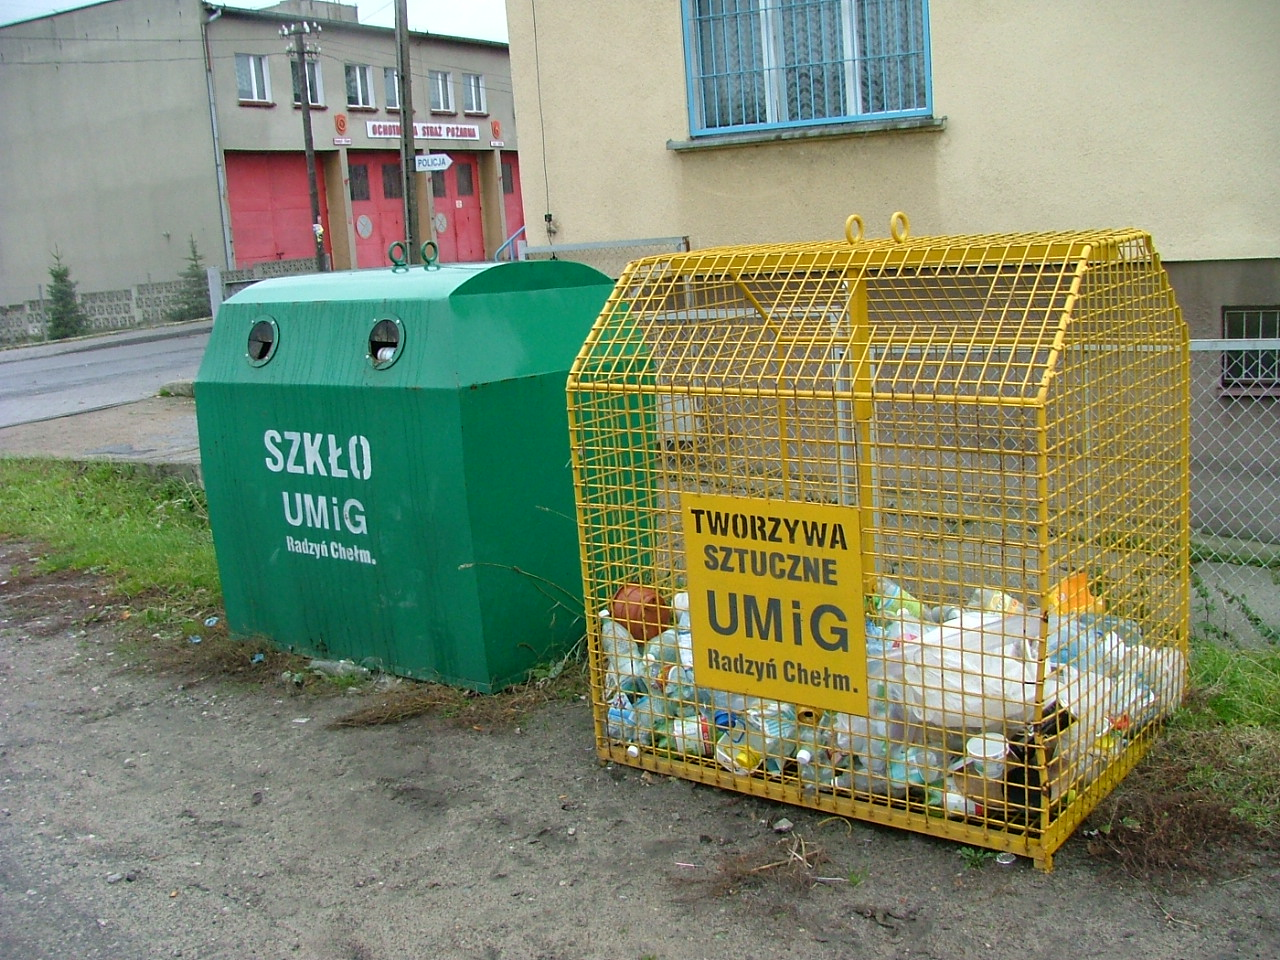 OCHOTNICZA STRAŻ POŻARNA
POLICJA
SZKŁO
UMiG
Radzyń Chełm.
TWORZYWA
SZTUCZNE
UMiG
Radzyń Chełm.